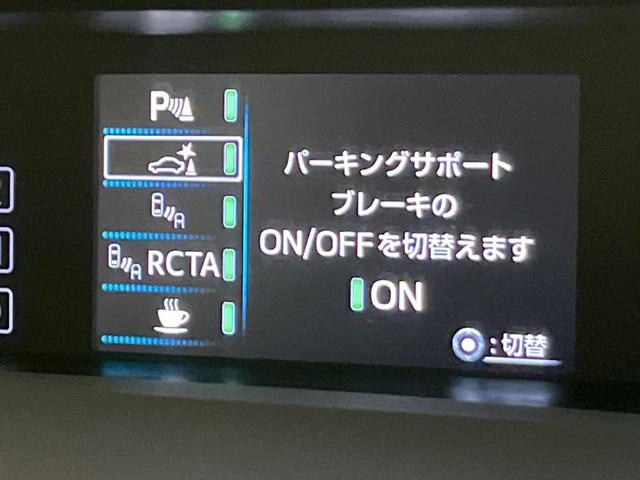 P
RCTA
パーキングサポート
ブレーキの
ON/OFFを切替えます
ON
:切替